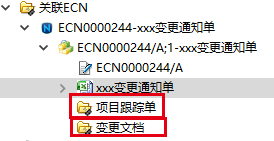 关联ECN
ECN0000244-xxx变更通知单
ECN0000244/A;1-xxx变更通知单
ECN0000244/A
xxx变更通知单
项目跟踪单
变更文档